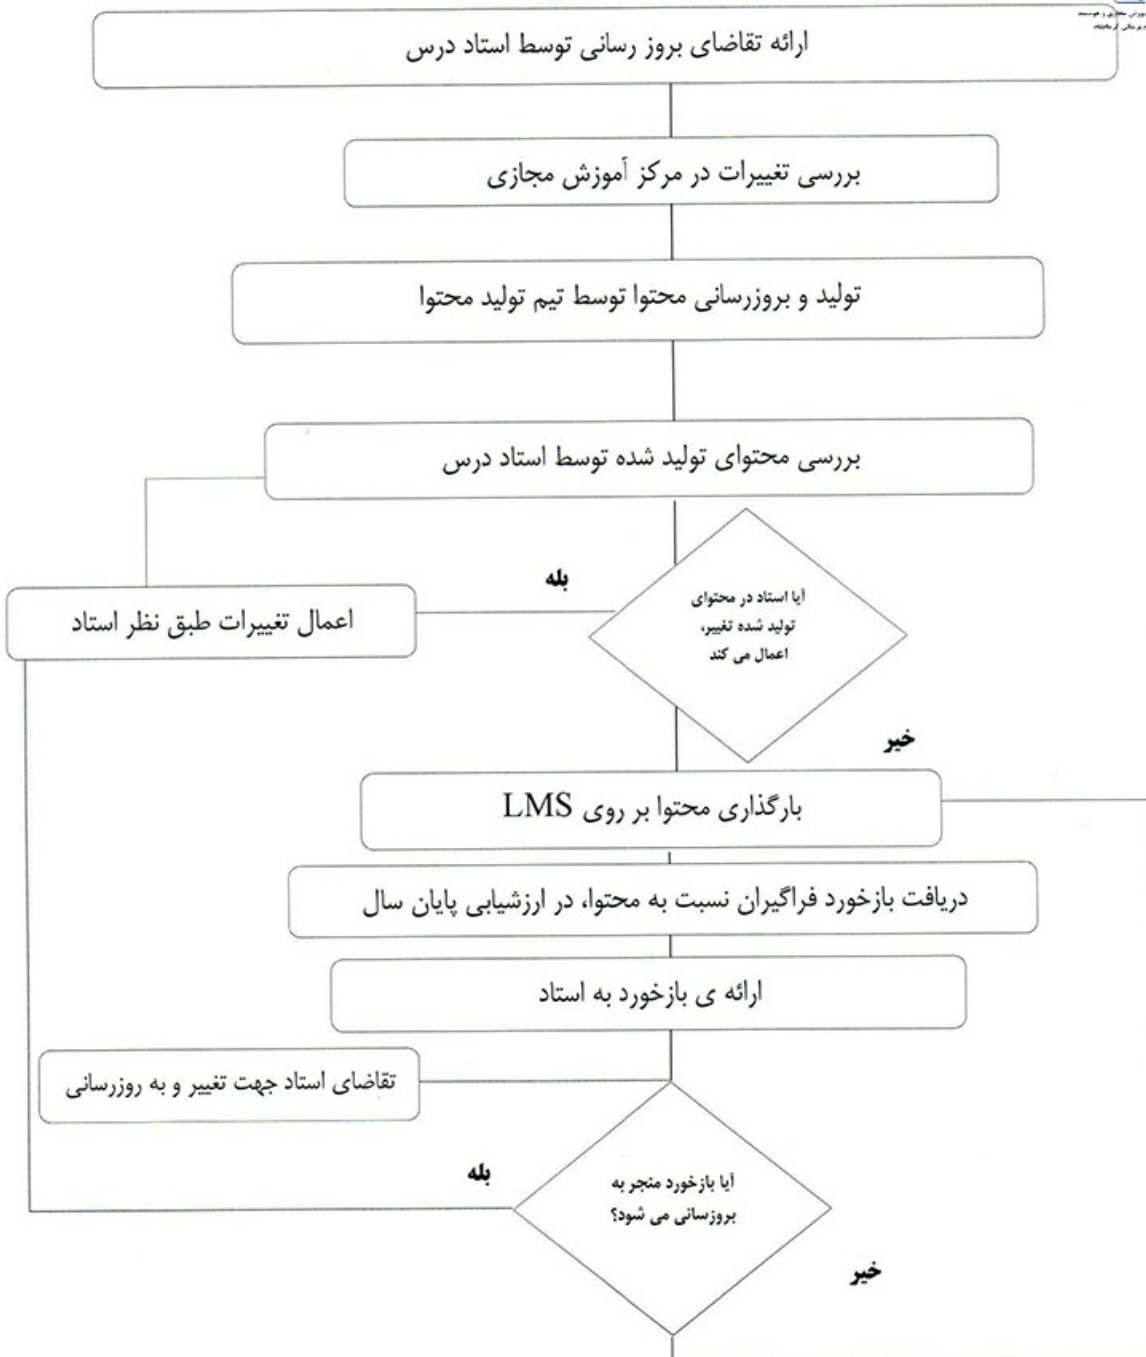 ارائه تقاضای بروز رسانی توسط استاد درس
بررسی تغییرات در مرکز آموزش مجازی
تولید و بروزرسانی محتوا توسط تیم تولید محتوا
بررسی محتوای تولید شده توسط استاد درس
بله
آیا استاد در محتوای
تولید شده تغییر،
اعمال می کند
اعمال تغییرات طبق نظر استاد
خیر
بارگذاری محتوا بر روی LMS
دریافت بازخورد فراگیران نسبت به محتوا، در ارزشیابی پایان سال
ارائه ی بازخورد به استاد
تقاضای استاد جهت تغییر و به روزرسانی
بله
آیا بازخورد منجر به
بروزسانی می شود؟
خیر